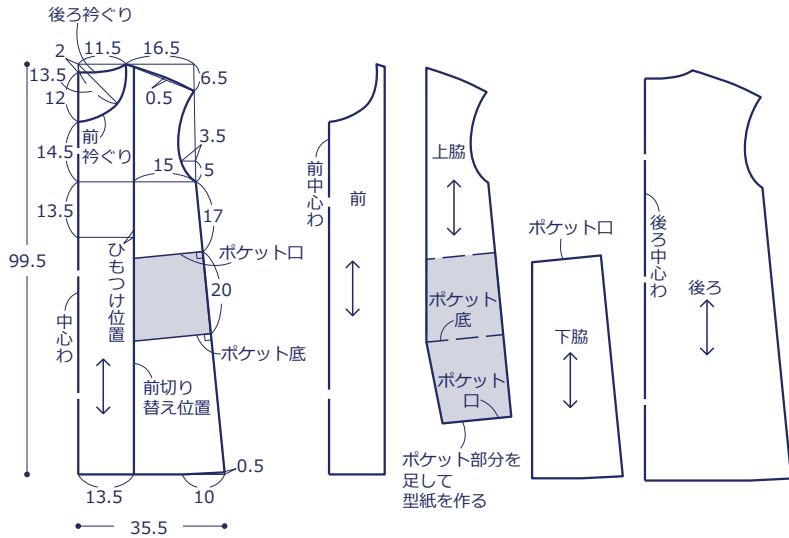 後ろ衿ぐり
2
11.5
16.5
13.5
12
6.5
0.5
前
衿ぐり
3.5
14.5
15
5
13.5
17
99.5
ひもつけ位置
ポケット口
20
中心わ
ポケット底
前切り
替え位置
0.5
13.5
10
35.5
前中心わ
前
上脇
ポケット
底
ポケット
口
ポケット部分を
足して
型紙を作る
ポケット口
下脇
後ろ中心わ
後ろ